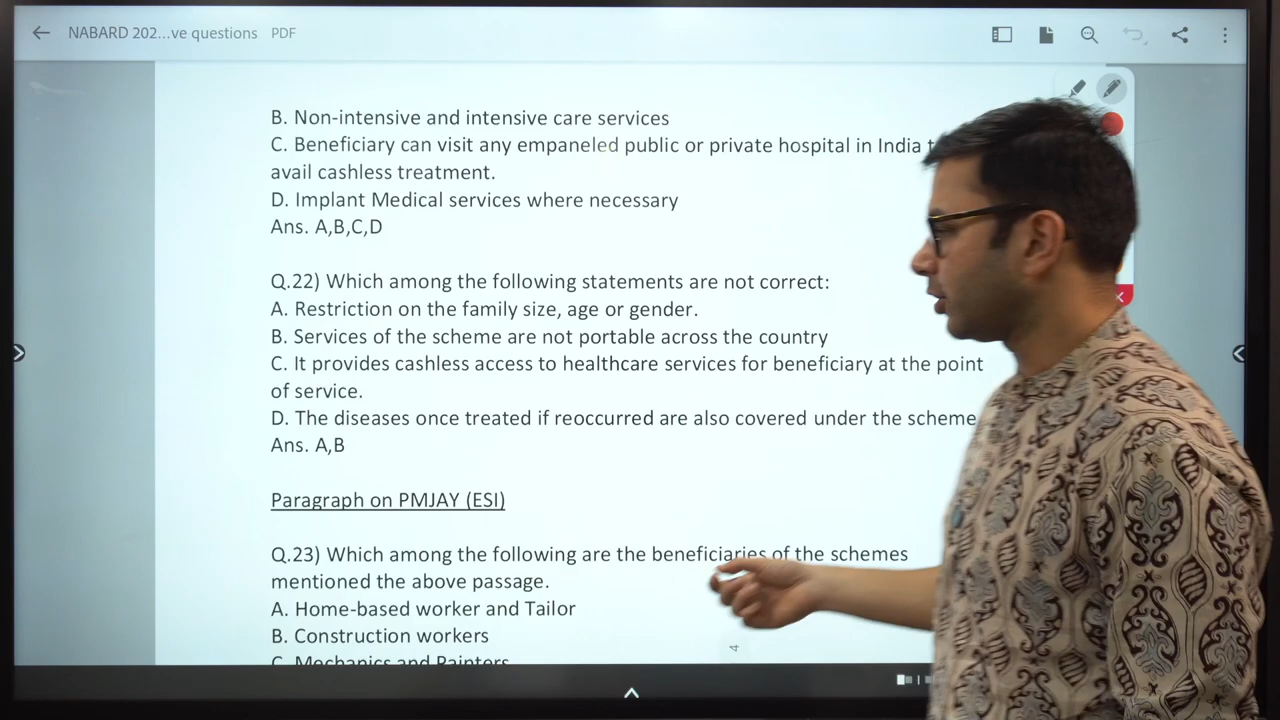 NABARD 202...ve questions PDF
B. Non-intensive and intensive care services
C. Beneficiary can visit any empaneled public or private hospital in India
avail cashless treatment.
D. Implant Medical services where necessary
Ans. A,B,C,D
Q.22) Which among the following statements are not correct:
A. Restriction on the family size, age or gender.
B. Services of the scheme are not portable across the country
C. It provides cashless access to healthcare services for beneficiary at the point
of service.
D. The diseases once treated if reoccurred are also covered under the scheme
Ans. A,B
Paragraph on PMJAY (ESI)
Q.23) Which among the following are the beneficiaries of the schemes
mentioned the above passage.
A. Home-based worker and Tailor
B. Construction workers
C. Mechanics and Painters
4